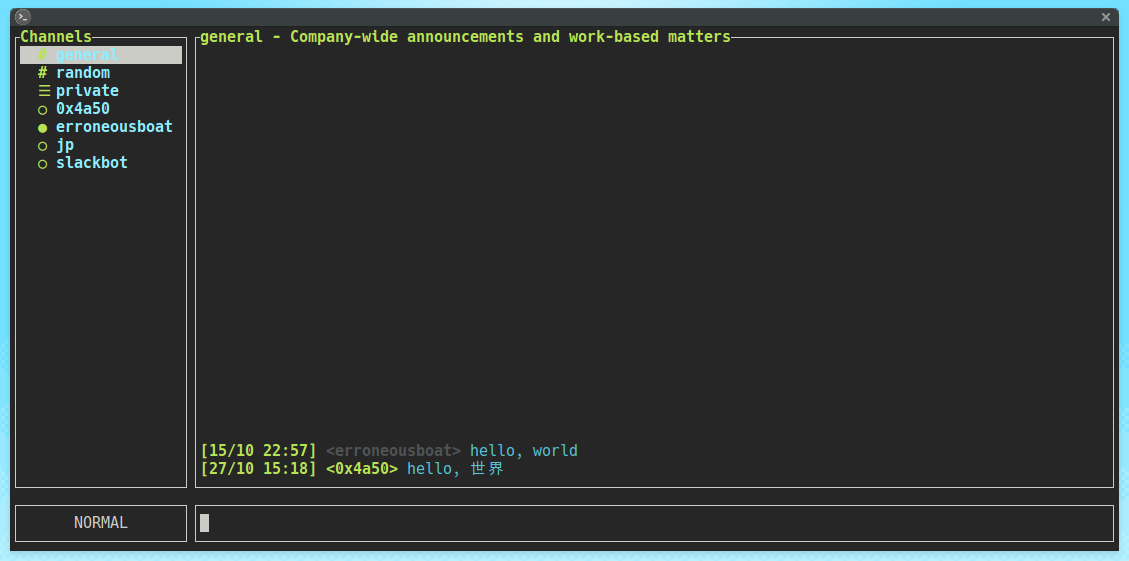 Channels
# general
# random
☰ private
○ 0x4a50
● erroneousboat
○ jp
○ slackbot
general - Company-wide announcements and work-based matters
[15/10 22:57] <erroneousboat> hello, world
[27/10 15:18] <0x4a50> hello, 世界
NORMAL